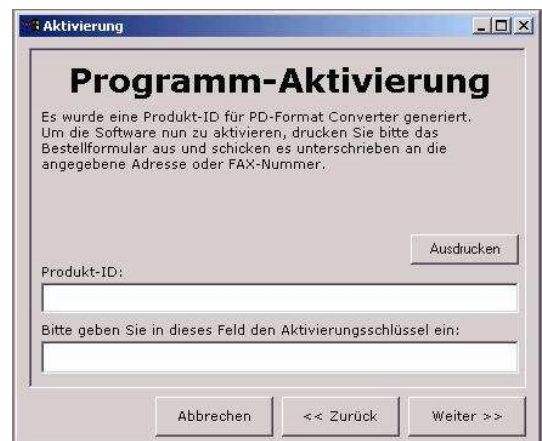 Aktivierung
Programm-Aktivierung
Es wurde eine Produkt-ID für PD-Format Converter generiert.
Um die Software nun zu aktivieren, drucken Sie bitte das
Bestellformular aus und schicken es unterschrieben an die
angegebene Adresse oder FAX-Nummer.
Ausdrucken
Produkt-ID:
Bitte geben Sie in dieses Feld den Aktivierungsschlüssel ein:
Abbrechen
<< Zurück
Weiter >>